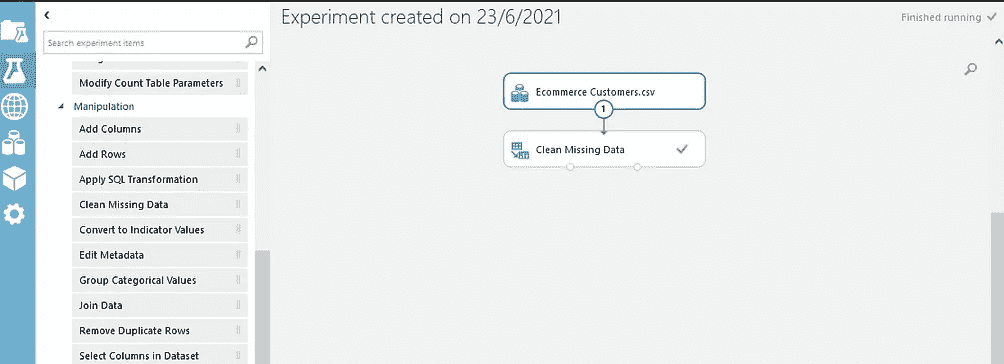 Experiment created on 23/6/2021
Finished running
Search experiment items
Modify Count Table Parameters
Manipulation
Add Columns
Add Rows
Apply SQL Transformation
Clean Missing Data
Convert to Indicator Values
Edit Metadata
Group Categorical Values
Join Data
Remove Duplicate Rows
Select Columns in Dataset
Ecommerce Customers.csv
1
Clean Missing Data